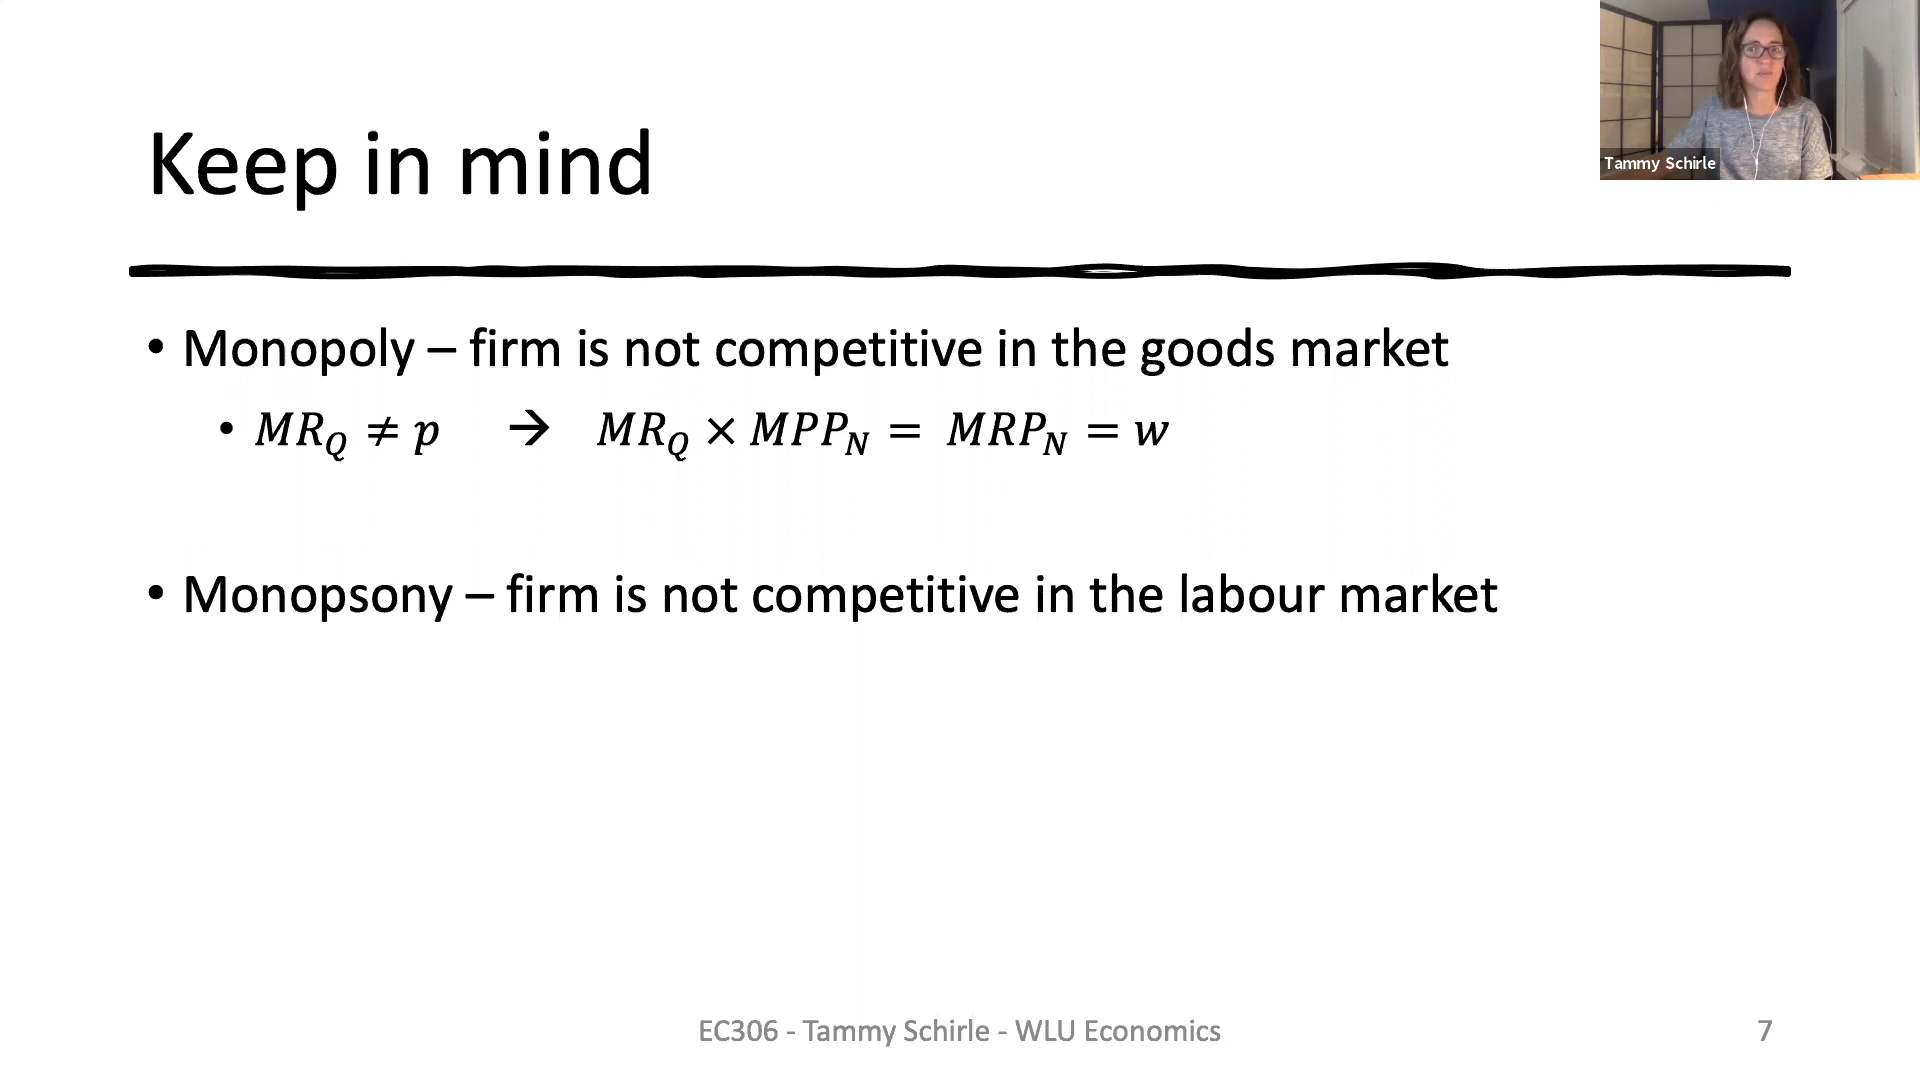 Keep in mind
Tammy Schirle
• Monopoly – firm is not competitive in the goods market
• MR_Q ≠ p → MR_Q × MPP_N = MRP_N = w
• Monopsony – firm is not competitive in the labour market
EC306 - Tammy Schirle - WLU Economics
7